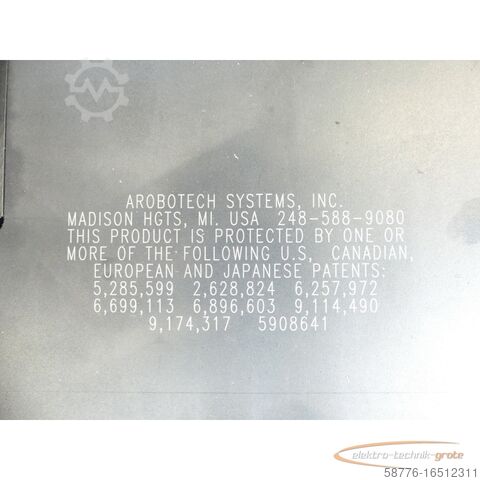 AROBOTECH SYSTEMS, INC.
MADISON HGTS, MI. USA 248-588-9080
THIS PRODUCT IS PROTECTED BY ONE OR
MORE OF THE FOLLOWING U.S, CANADIAN,
EUROPEAN AND JAPANESE PATENTS:
5,285,599 2,628,824 6,257,972
6,699,113 6,896,603 9,114,490
9,174,317 5908641
elektro-technik-grote
58776-16512311